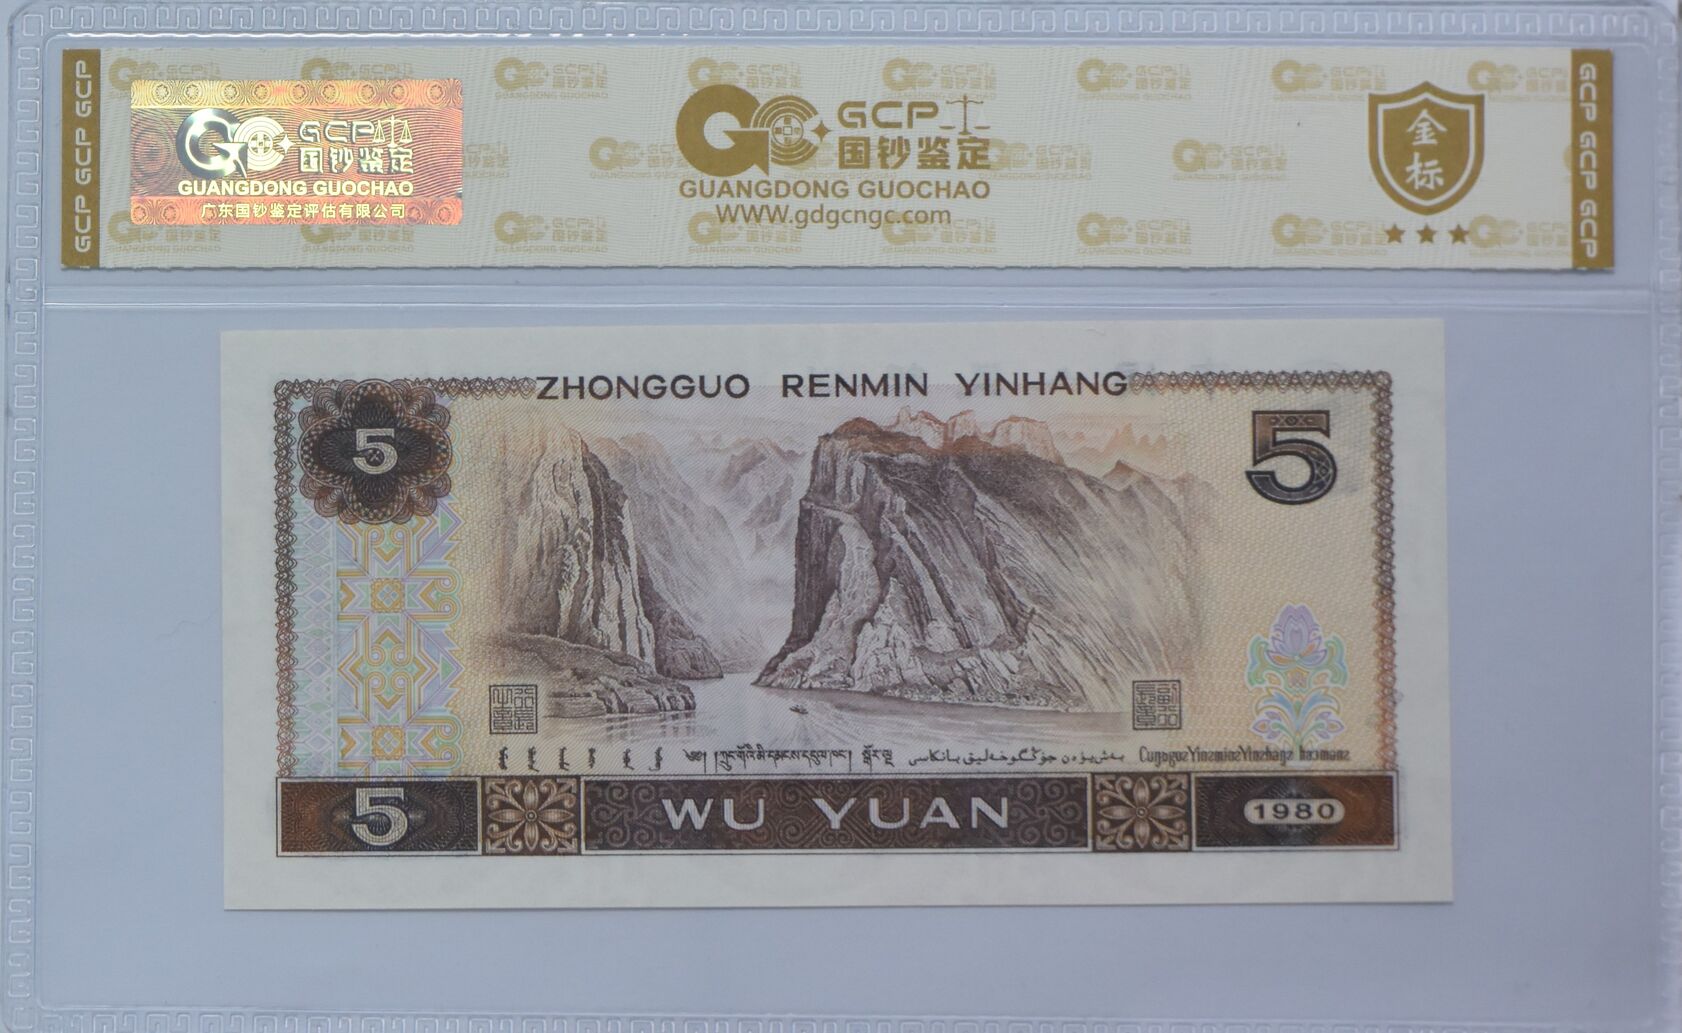 GCP GCP GCP
GCP
国钞鉴定
GUANGDONG GUOCHAO
广东国钞鉴定评估有限公司
GCP
国钞鉴定
GUANGDONG GUOCHAO
WWW.gdgcngc.com
金标
GCP GCP GCP
ZHONGGUO RENMIN YINHANG
5
5
5
WU YUAN
1980